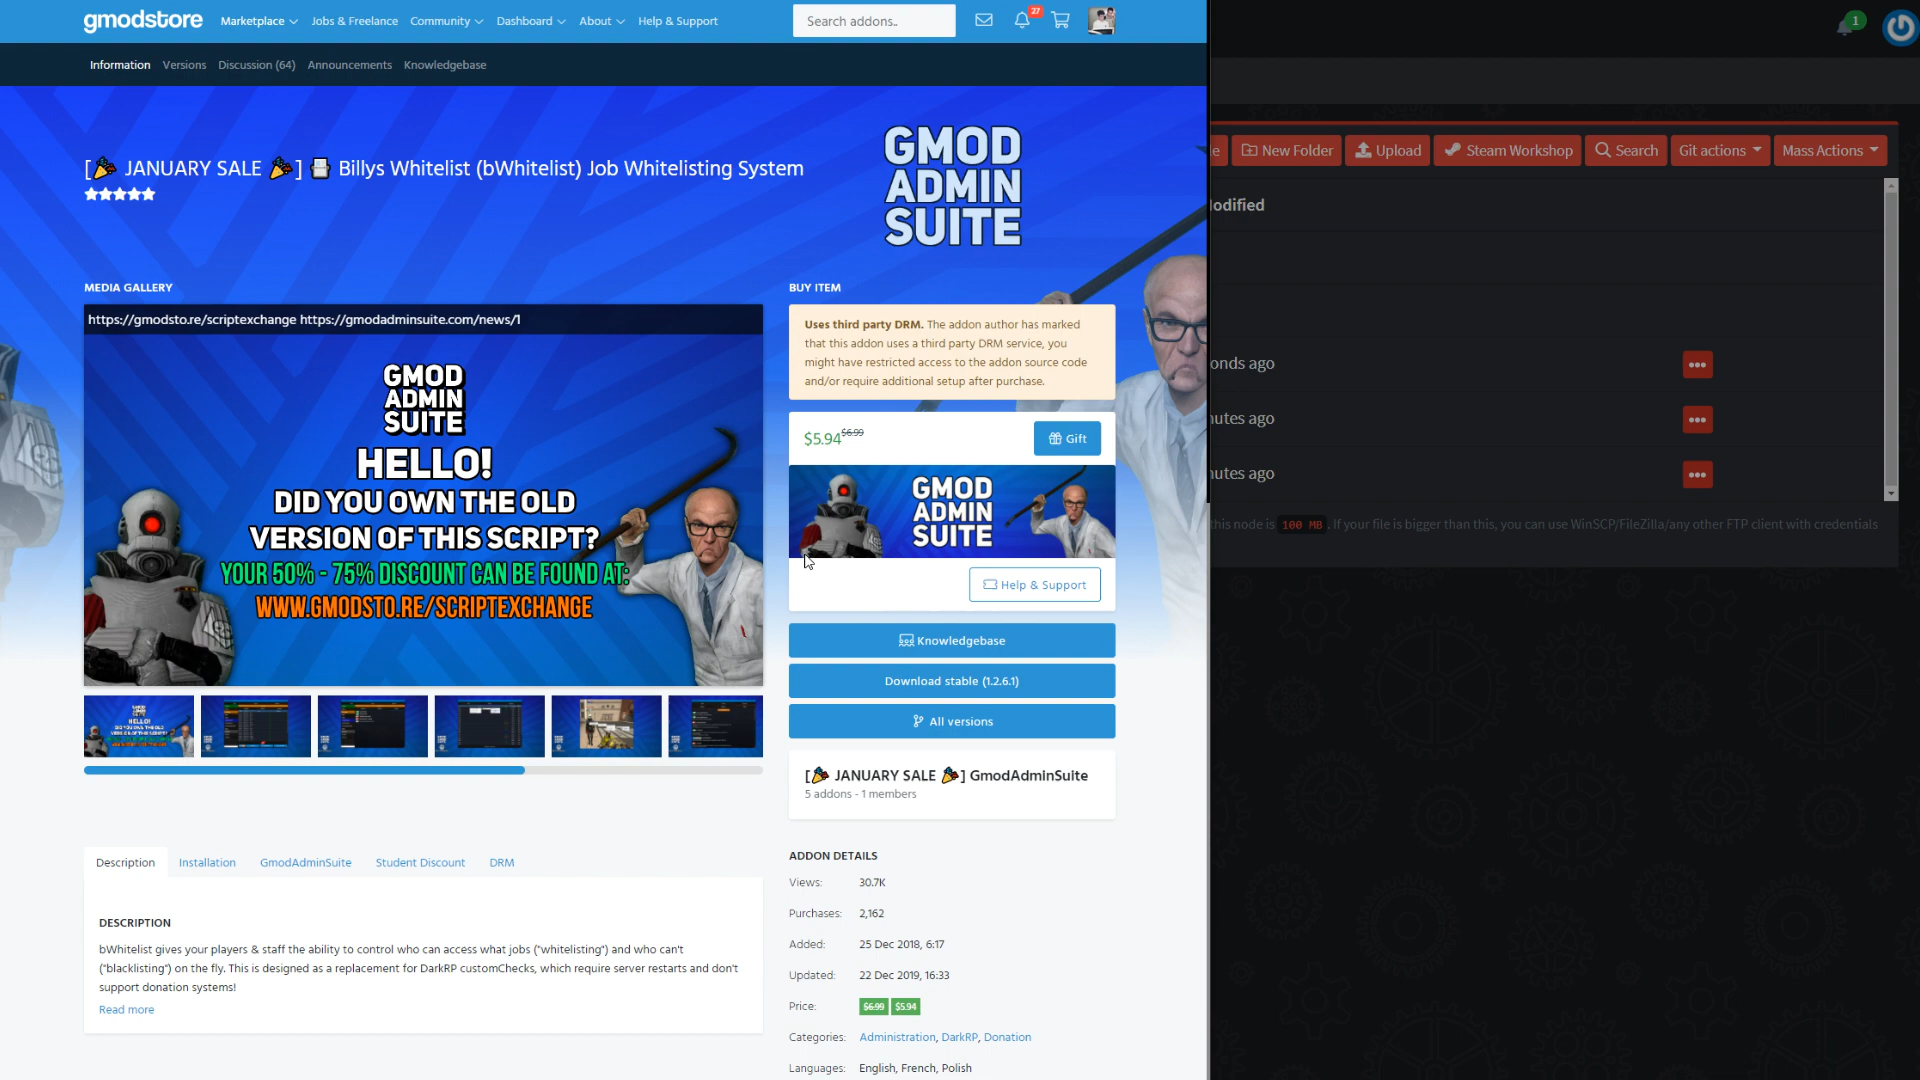 gmodstore
Marketplace
Jobs & Freelance
Community
Dashboard
About
Help & Support
Search addons..
27
1
Information
Versions
Discussion (64)
Announcements
Knowledgebase
[🎉 JANUARY SALE 🎉] Billys Whitelist (bWhitelist) Job Whitelisting System
GMOD
ADMIN
SUITE
MEDIA GALLERY
https://gmodsto.re/scriptexchange https://gmodadminsuite.com/news/1
GMOD
ADMIN
SUITE
HELLO!
DID YOU OWN THE OLD
VERSION OF THIS SCRIPT?
YOUR 50% - 75% DISCOUNT CAN BE FOUND AT:
WWW.GMODSTO.RE/SCRIPTEXCHANGE
BUY ITEM
Uses third party DRM. The addon author has marked
that this addon uses a third party DRM service, you
might have restricted access to the addon source code
and/or require additional setup after purchase.
$5.94 $6.99
Gift
GMOD
ADMIN
SUITE
Help & Support
Knowledgebase
Download stable (1.2.6.1)
All versions
[🎉 JANUARY SALE 🎉] GmodAdminSuite
5 addons - 1 members
Description
Installation
GmodAdminSuite
Student Discount
DRM
DESCRIPTION
bWhitelist gives your players & staff the ability to control who can access what jobs ("whitelisting") and who can't
("blacklisting") on the fly. This is designed as a replacement for DarkRP customChecks, which require server restarts and don't
support donation systems!
Read more
ADDON DETAILS
Views: 30.7K
Purchases: 2,162
Added: 25 Dec 2018, 6:17
Updated: 22 Dec 2019, 16:33
Price: $6.99 $5.94
Categories: Administration, DarkRP, Donation
Languages: English, French, Polish
New Folder
Upload
Steam Workshop
Search
Git actions
Mass Actions
odified
onds ago
nutes ago
nutes ago
this node is 100 MB . If your file is bigger than this, you can use WinSCP/FileZilla/any other FTP client with credentials